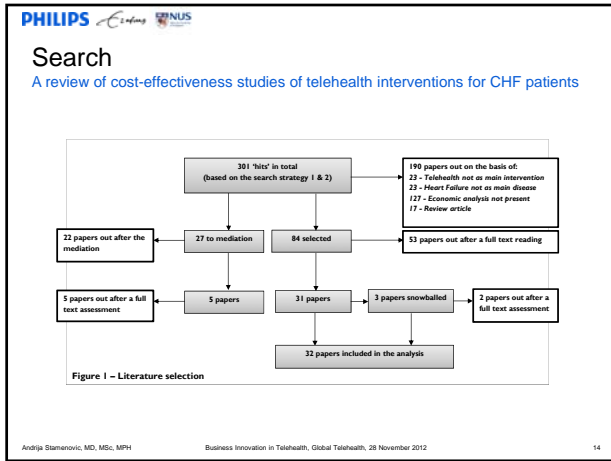 PHILIPS Erasmus NUS
Search
A review of cost-effectiveness studies of telehealth interventions for CHF patients
301 'hits' in total
(based on the search strategy 1 & 2)
190 papers out on the basis of:
23 - Telehealth not as main intervention
23 - Heart Failure not as main disease
127 - Economic analysis not present
17 - Review article
22 papers out after the
mediation
27 to mediation
84 selected
53 papers out after a full text reading
5 papers out after a full
text assessment
5 papers
31 papers
3 papers snowballed
2 papers out after a
full text assessment
32 papers included in the analysis
Figure 1 – Literature selection
Andrija Stamenovic, MD, MSc, MPH
Business Innovation in Telehealth, Global Telehealth, 28 November 2012
14